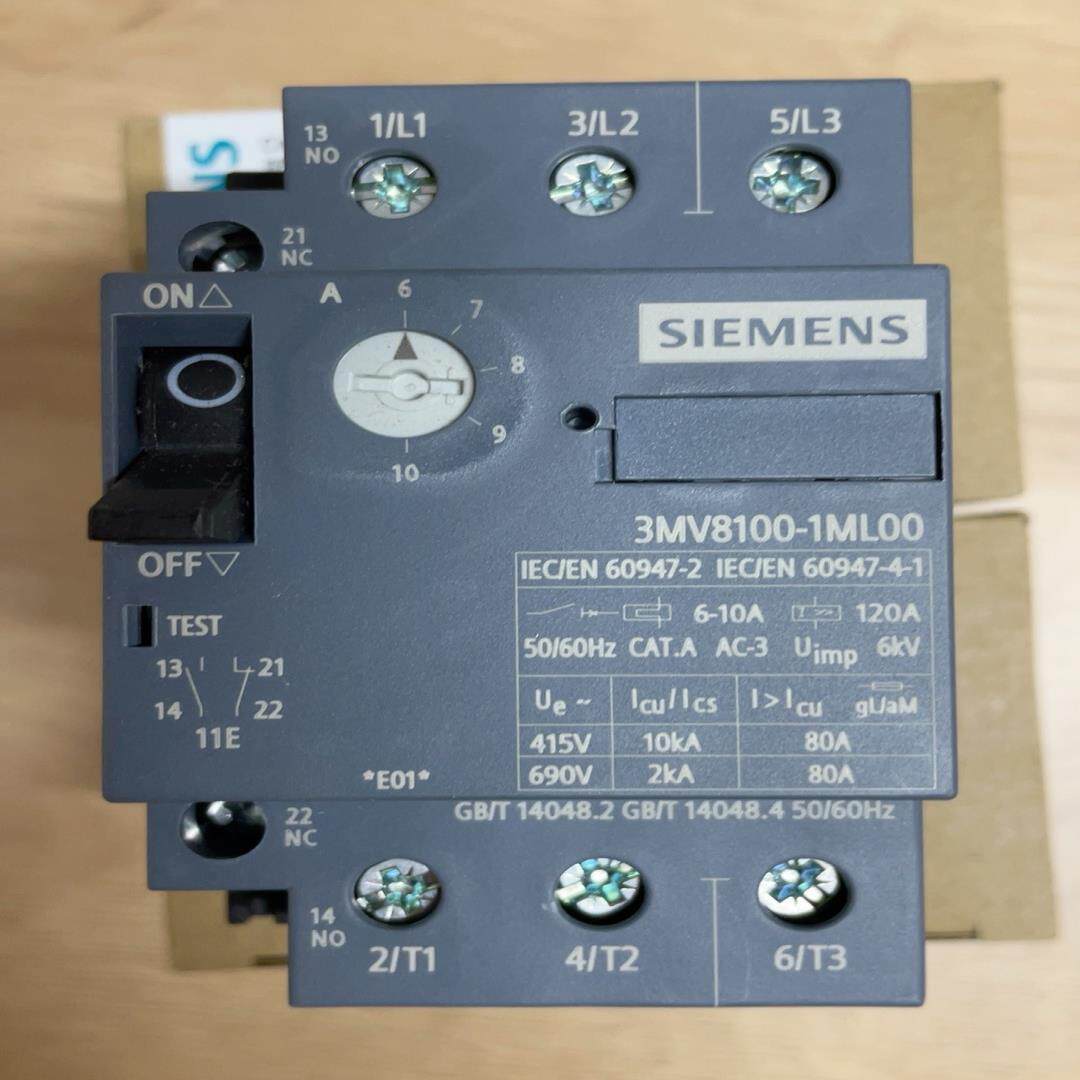 NS
13 1/L1 3/L2 5/L3
NO
21
NC
ON △ A 6
7
8
9
10
SIEMENS
O
OFF ▽
TEST
13 21
14 22
11E
*E01*
3MV8100-1ML00
IEC/EN 60947-2 IEC/EN 60947-4-1
6-10A 120A
50/60Hz CAT.A AC-3 Uimp 6kV
Ue ~ Icu/Ics I>Icu gL/aM
415V 10kA 80A
690V 2kA 80A
GB/T 14048.2 GB/T 14048.4 50/60Hz
22
NC
14
NO
2/T1 4/T2 6/T3